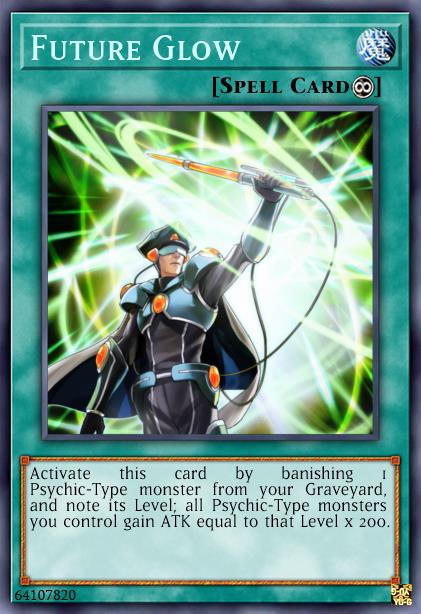 Future Glow
魔
[Spell Card]
Activate this card by banishing 1
Psychic-Type monster from your Graveyard,
and note its Level; all Psychic-Type monsters
you control gain ATK equal to that Level x 200.
64107820